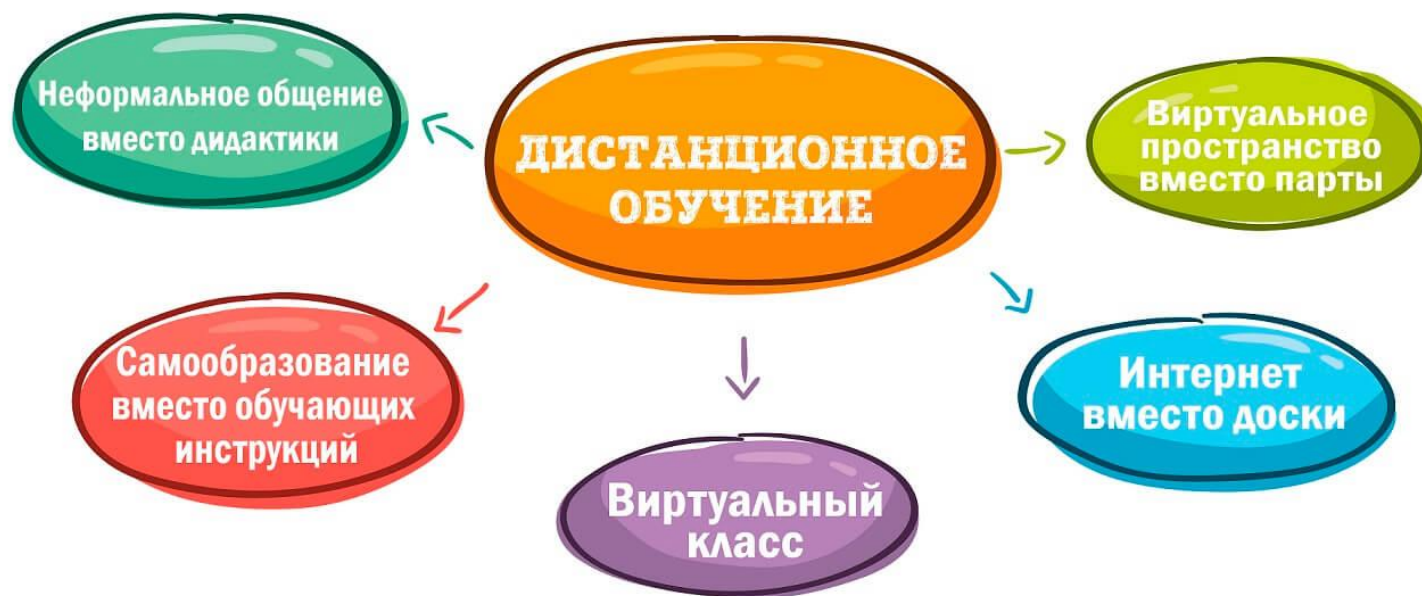 Неформальное общение
вместо дидактики
ДИСТАНЦИОННОЕ
ОБУЧЕНИЕ
Виртуальное
пространство
вместо парты
Самообразование
вместо обучающих
инструкций
Виртуальный
класс
Интернет
вместо доски